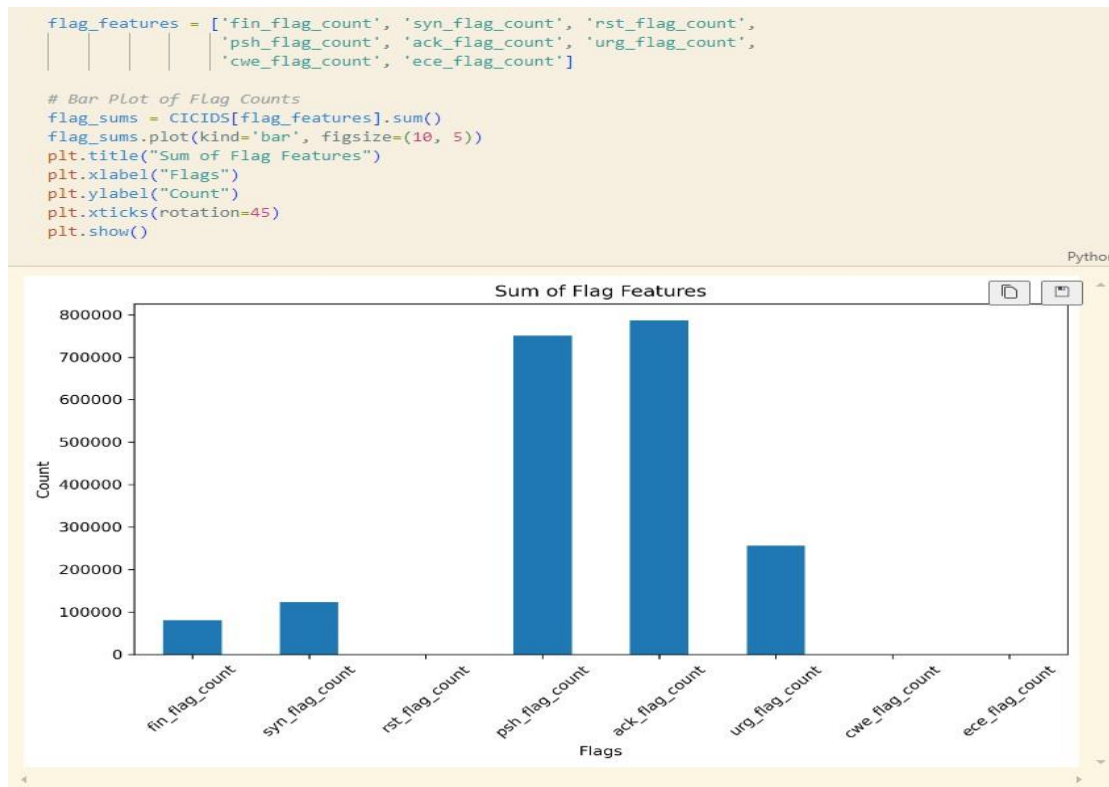 flag_features = ['fin_flag_count', 'syn_flag_count', 'rst_flag_count',
'psh_flag_count', 'ack_flag_count', 'urg_flag_count',
'cwe_flag_count', 'ece_flag_count']
# Bar Plot of Flag Counts
flag_sums = CICIDS[flag_features].sum()
flag_sums.plot(kind='bar', figsize=(10, 5))
plt.title("Sum of Flag Features")
plt.xlabel("Flags")
plt.ylabel("Count")
plt.xticks(rotation=45)
plt.show()
Python
Sum of Flag Features
800000
700000
600000
500000
400000
300000
200000
100000
0
Count
fin_flag_count
syn_flag_count
rst_flag_count
psh_flag_count
ack_flag_count
urg_flag_count
cwe_flag_count
ece_flag_count
Flags